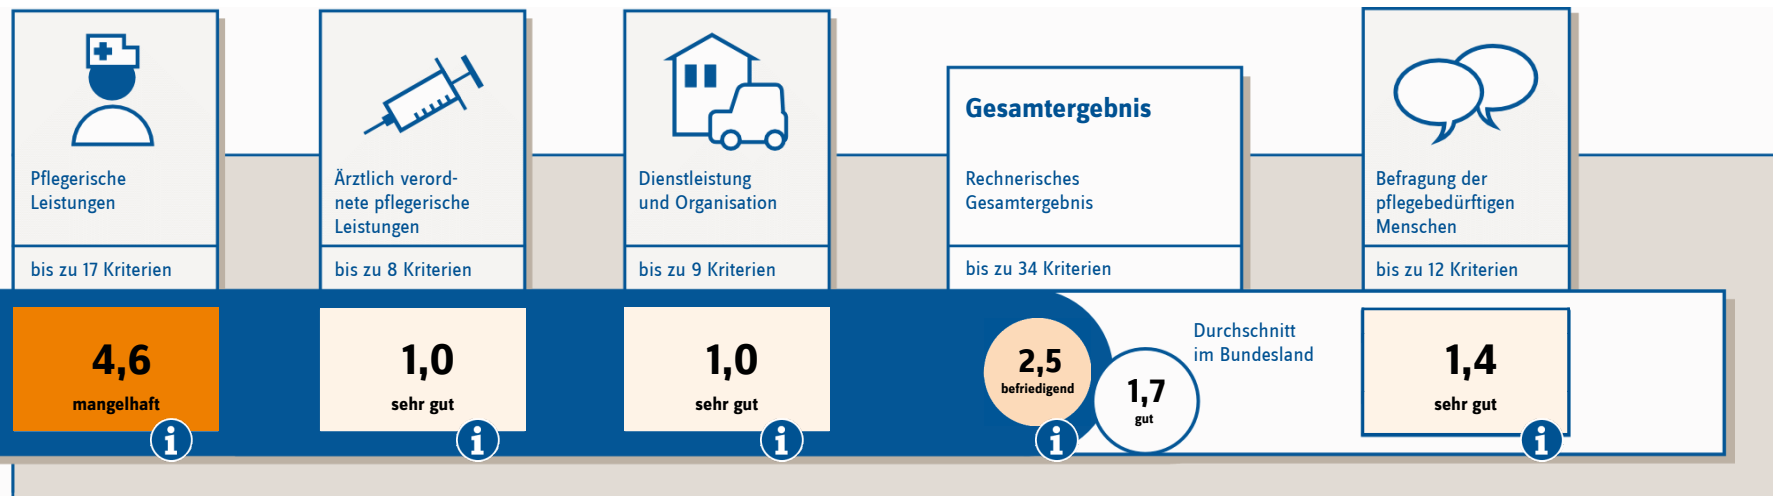 Pflegerische
Leistungen
bis zu 17 Kriterien
4,6
mangelhaft
i
Ärztlich verord-
nete pflegerische
Leistungen
bis zu 8 Kriterien
1,0
sehr gut
i
Dienstleistung
und Organisation
bis zu 9 Kriterien
1,0
sehr gut
i
Gesamtergebnis
Rechnerisches
Gesamtergebnis
bis zu 34 Kriterien
2,5
befriedigend
i
1,7
gut
Durchschnitt
im Bundesland
Befragung der
pflegebedürftigen
Menschen
bis zu 12 Kriterien
1,4
sehr gut
i